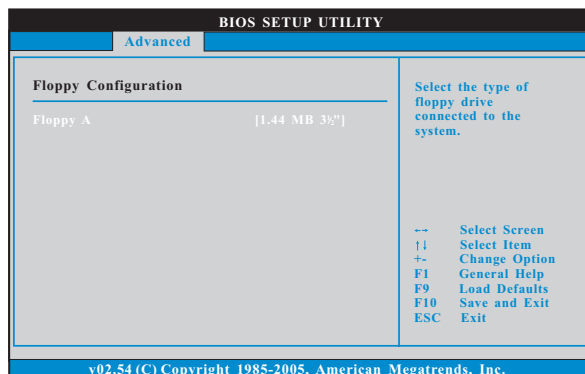 BIOS SETUP UTILITY
Advanced
Floppy Configuration
Floppy A [1.44 MB 3½"]
Select the type of
floppy drive
connected to the
system.
←→ Select Screen
↑↓ Select Item
+- Change Option
F1 General Help
F9 Load Defaults
F10 Save and Exit
ESC Exit
v02.54 (C) Copyright 1985-2005, American Megatrends, Inc.